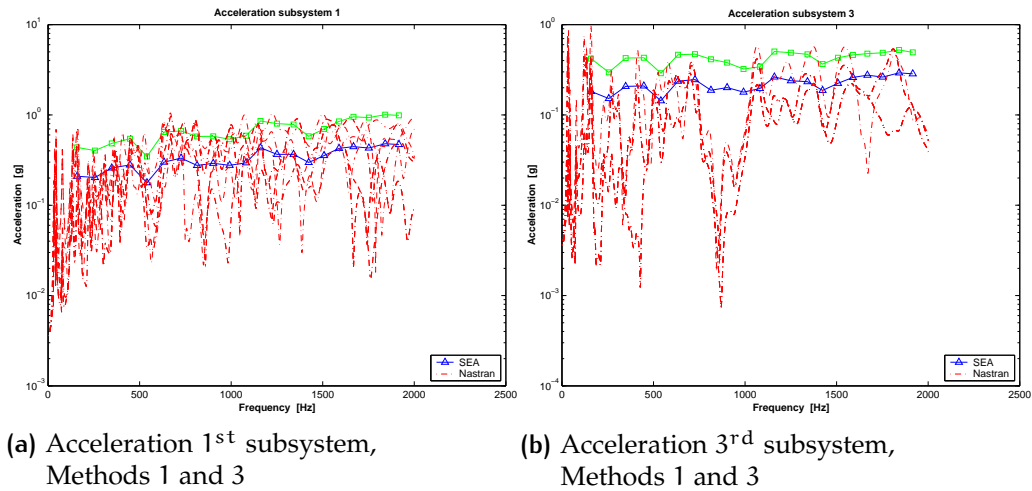 Acceleration subsystem 1
10^1
10^0
10^-1
10^-2
10^-3
Acceleration [g]
0 500 1000 1500 2000 2500
Frequency [Hz]
SEA
Nastran
Acceleration subsystem 3
10^0
10^-1
10^-2
10^-3
10^-4
Acceleration [g]
0 500 1000 1500 2000 2500
Frequency [Hz]
SEA
Nastran
(a) Acceleration 1st subsystem,
Methods 1 and 3
(b) Acceleration 3rd subsystem,
Methods 1 and 3